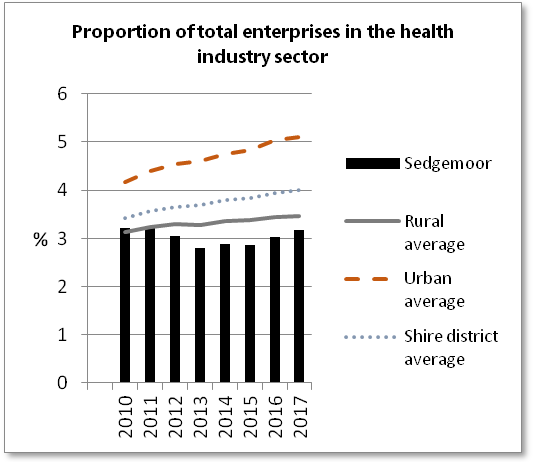 Proportion of total enterprises in the health
industry sector
6
5
4
3
2
1
0
%
2010
2011
2012
2013
2014
2015
2016
2017
Sedgemoor
Rural
average
Urban
average
Shire district
average